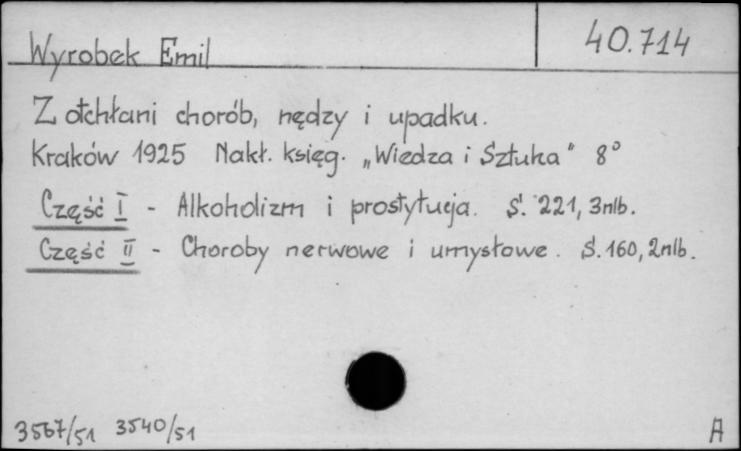 Wyrobek Emil
40.714
Z otchłani chorób, nędzy i upadku.
Kraków 1925 Nakł. księg. „Wiedza i Sztuka" 8°
Część I - Alkoholizm i prostytucja. S. 221, 3nlb.
Część II - Choroby nerwowe i umysłowe. S. 160, 2nlb.
3567/51 3540/51
A